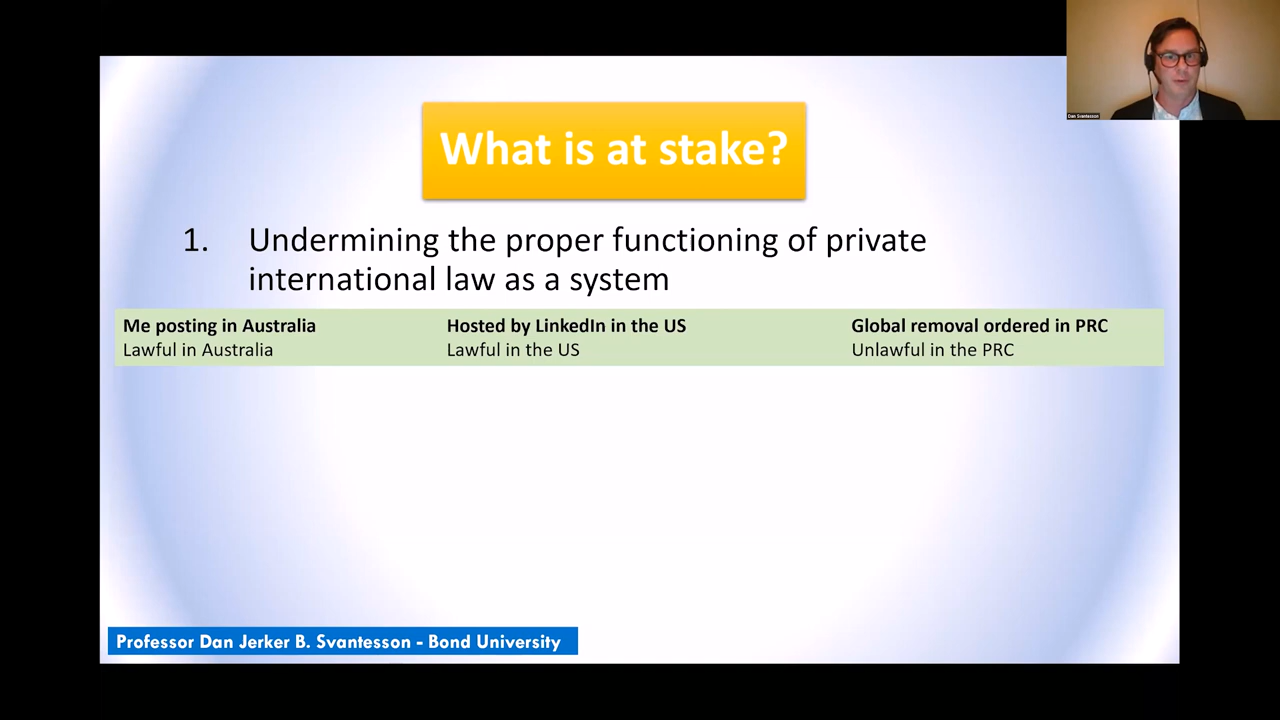 Dan Svantesson
What is at stake?
1. Undermining the proper functioning of private
international law as a system
Me posting in Australia Hosted by LinkedIn in the US Global removal ordered in PRC
Lawful in Australia Lawful in the US Unlawful in the PRC
Professor Dan Jerker B. Svantesson - Bond University